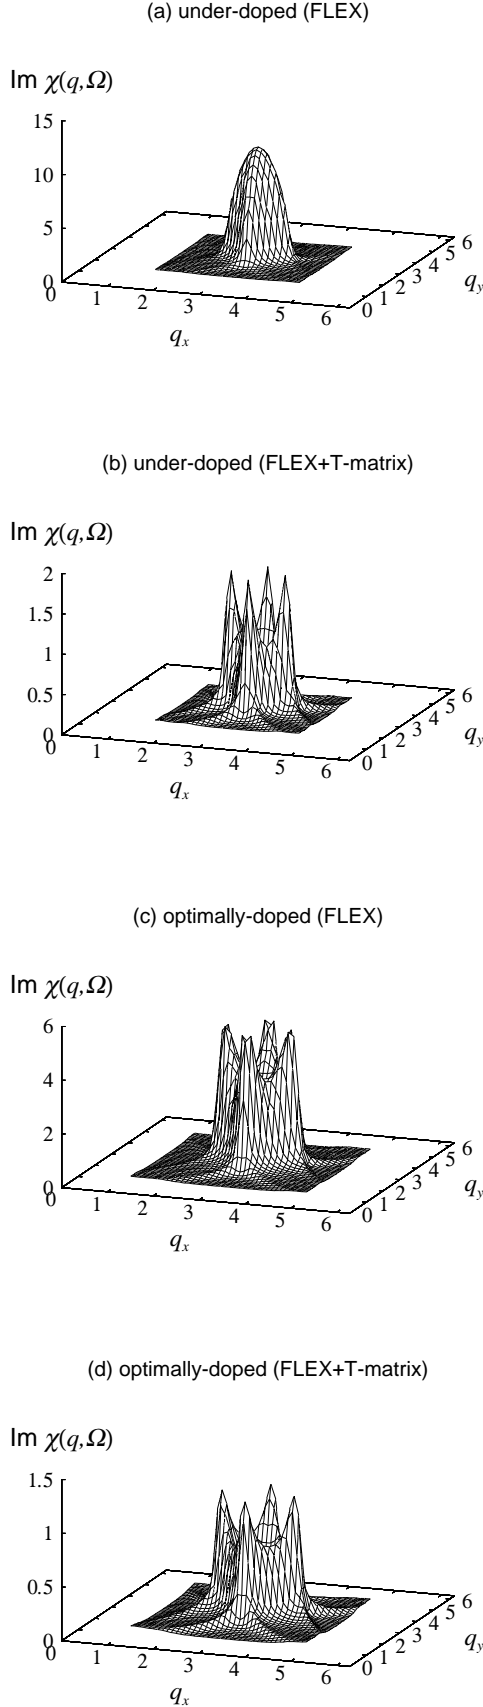 (a) under-doped (FLEX)
Im χ(q,Ω)
15
10
5
0
0 1 2 3 4 5 6
0 1 2 3 4 5 6
q_x
q_y
(b) under-doped (FLEX+T-matrix)
Im χ(q,Ω)
2
1.5
1
0.5
0
0 1 2 3 4 5 6
0 1 2 3 4 5 6
q_x
q_y
(c) optimally-doped (FLEX)
Im χ(q,Ω)
6
4
2
0
0 1 2 3 4 5 6
0 1 2 3 4 5 6
q_x
q_y
(d) optimally-doped (FLEX+T-matrix)
Im χ(q,Ω)
1.5
1
0.5
0
0 1 2 3 4 5 6
0 1 2 3 4 5 6
q_x
q_y